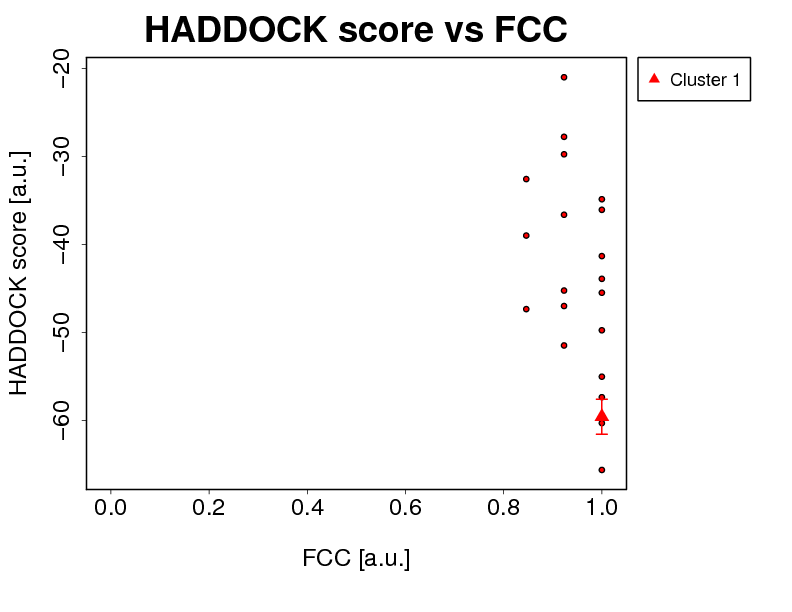 HADDOCK score vs FCC
Cluster 1
HADDOCK score [a.u.]
−20
−30
−40
−50
−60
0.0 0.2 0.4 0.6 0.8 1.0
FCC [a.u.]